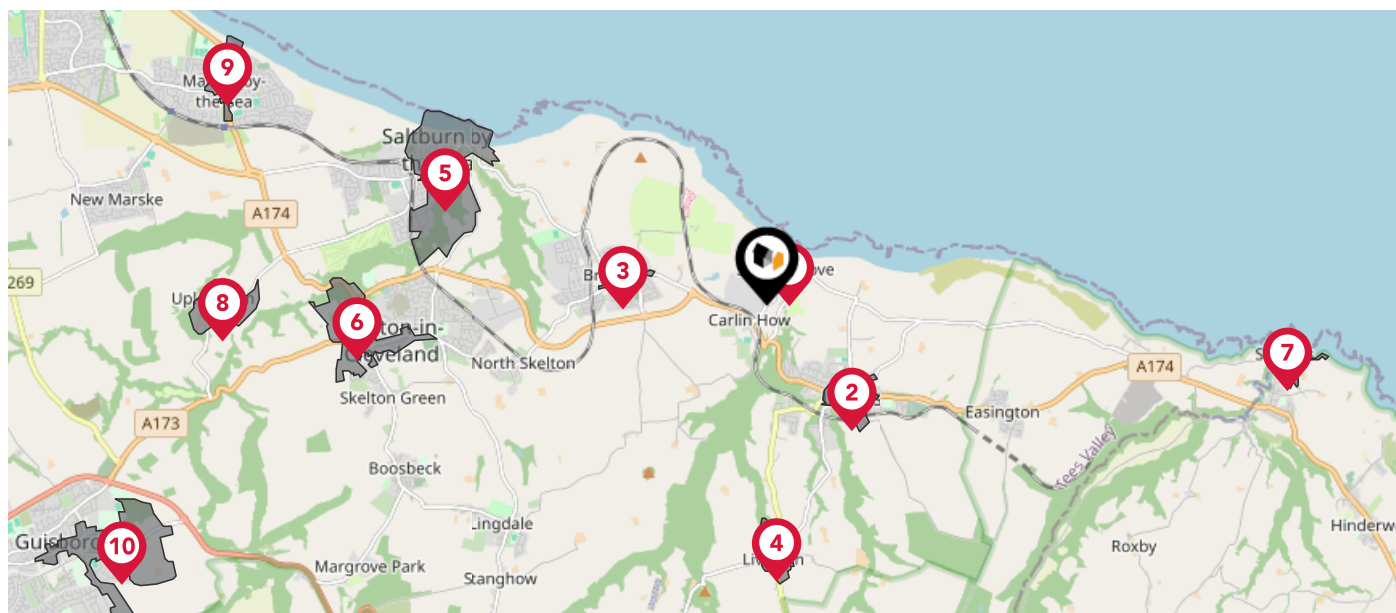 9
Saltburn by
5
New Marske
A174
269
3
8
6
Carlin How
7
North Skelton
A174
Skelton Green
2
Easington
A173
Tees Valley
Boosbeck
Lingdale
Hinderw
10
4
Roxby
Margrove Park
Stanghow